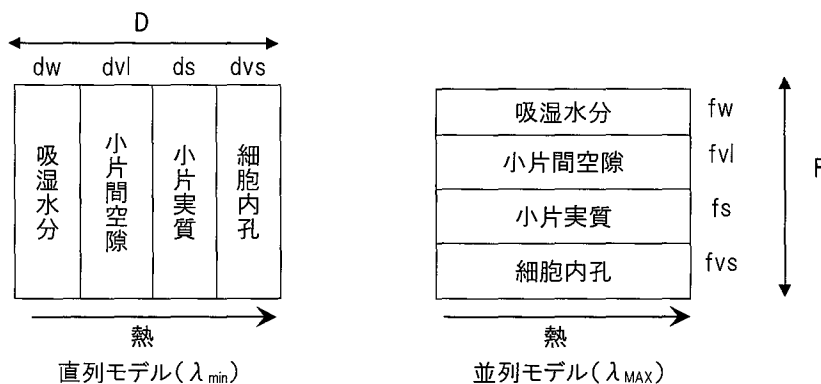 D
dw dvl ds dvs
吸湿水分
小片間空隙
小片実質
細胞内孔
熱
直列モデル(λmin)
吸湿水分 fw
小片間空隙 fvl
小片実質 fs
細胞内孔 fvs
F
熱
並列モデル(λMAX)